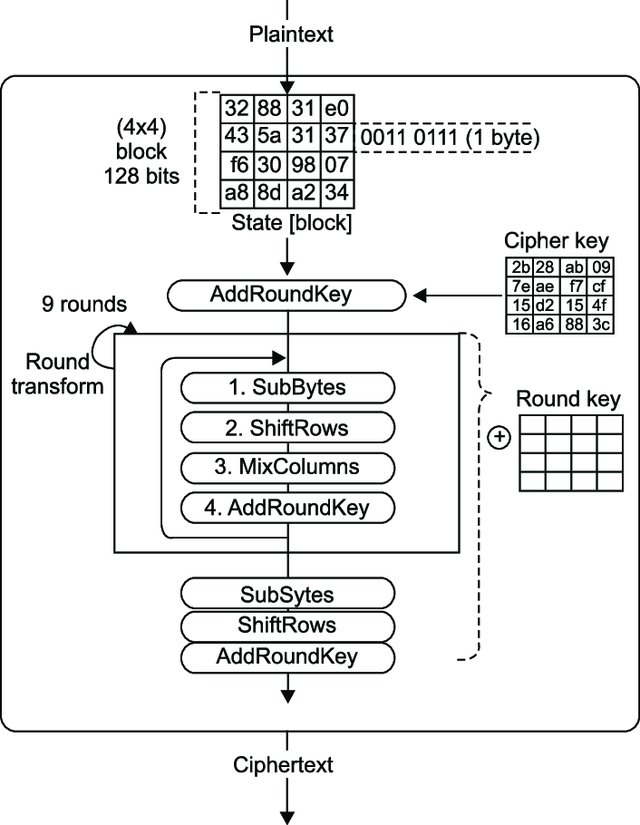 Plaintext
(4x4)
block
128 bits
32 88 31 e0
43 5a 31 37
f6 30 98 07
a8 8d a2 34
0011 0111 (1 byte)
State [block]
Cipher key
2b 28 ab 09
7e ae f7 cf
15 d2 15 4f
16 a6 88 3c
AddRoundKey
9 rounds
Round
transform
1. SubBytes
2. ShiftRows
3. MixColumns
4. AddRoundKey
Round key
+
SubSytes
ShiftRows
AddRoundKey
Ciphertext